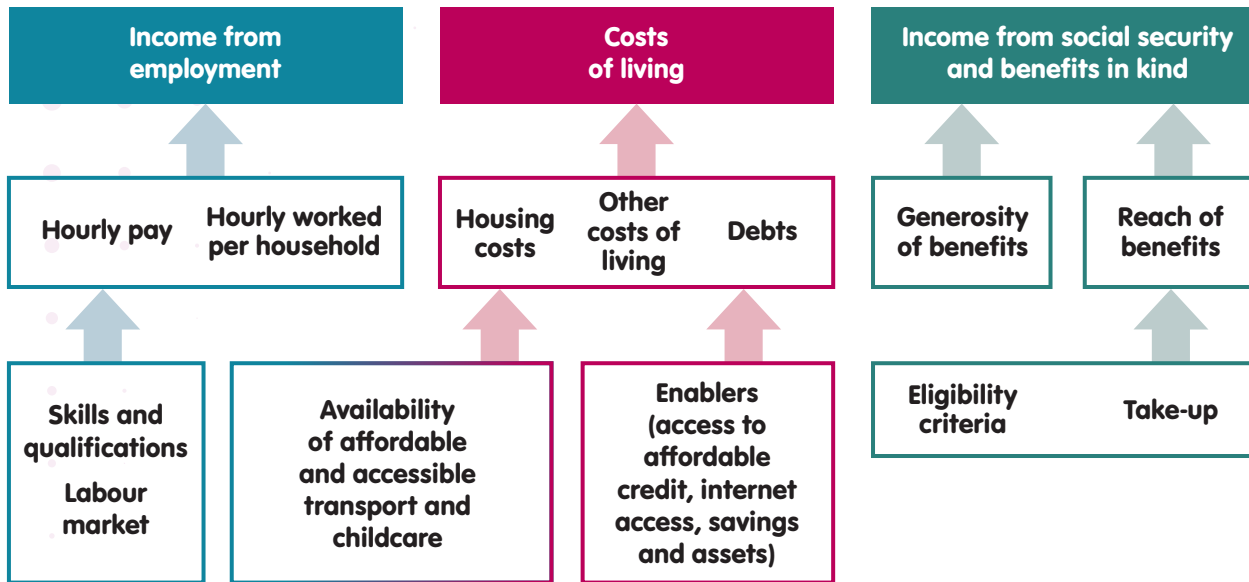 Income from
employment
Costs
of living
Income from social security
and benefits in kind
Hourly pay
Hourly worked
per household
Housing
costs
Other
costs of
living
Debts
Generosity
of benefits
Reach of
benefits
Skills and
qualifications
Labour
market
Availability
of affordable
and accessible
transport and
childcare
Enablers
(access to
affordable
credit, internet
access, savings
and assets)
Eligibility
criteria
Take-up